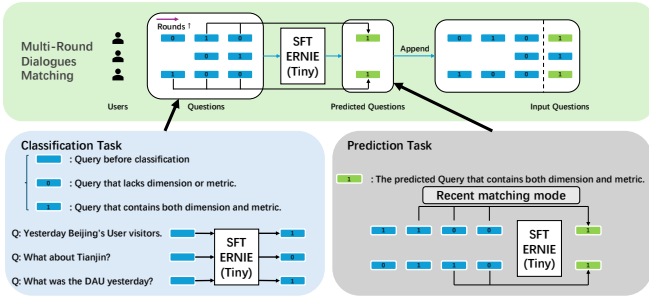 Rounds ↑
Multi-Round
Dialogues
Matching
0 1 0
0 1
1 0 0
SFT
ERNIE
(Tiny)
1
1
Append
0 1 0 1
0 1
1 0 0 1
Users
Questions
Predicted Questions
Input Questions
Classification Task
: Query before classification
0 : Query that lacks dimension or metric.
1 : Query that contains both dimension and metric.
Q: Yesterday Beijing's User visitors.
Q: What about Tianjin?
Q: What was the DAU yesterday?
SFT
ERNIE
(Tiny)
1
0
1
Prediction Task
1 : The predicted Query that contains both dimension and metric.
Recent matching mode
1 1 0 0
0 1 1 0
SFT
ERNIE
(Tiny)
1
1